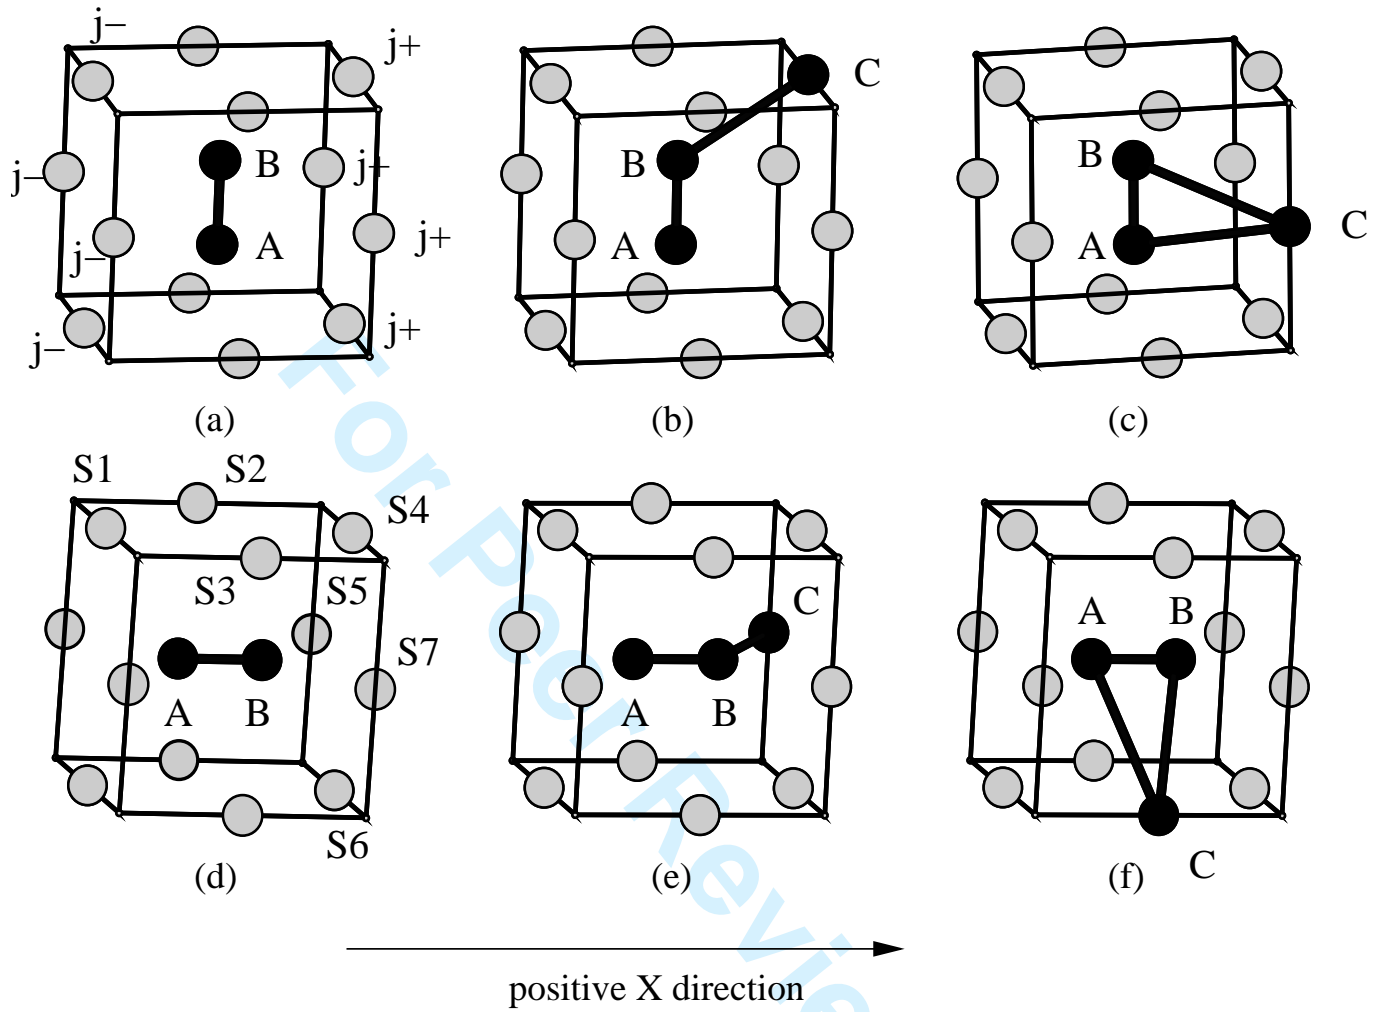 j−
j+
j−
j+
j−
j+
j−
j+
B
A
(a)
C
B
A
(b)
B
A
C
(c)
S1
S2
S4
S3
S5
S7
A
B
S6
(d)
C
A
B
(e)
A
B
C
(f)
positive X direction
For Peer Revie